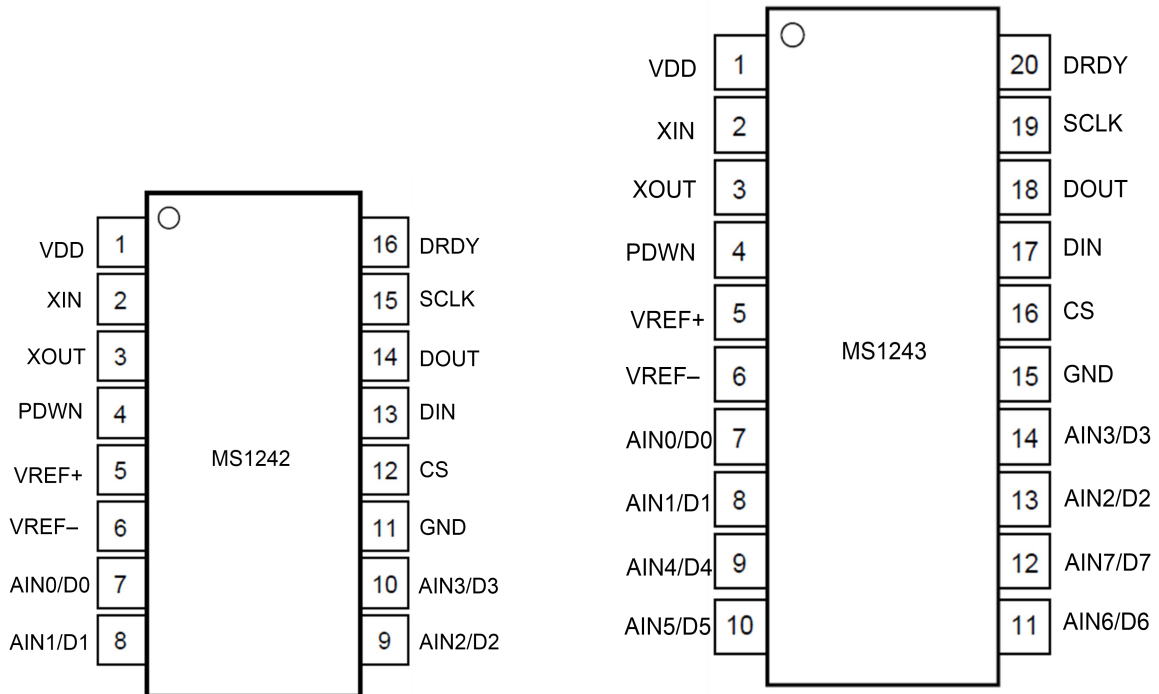 VDD 1 16 DRDY
XIN 2 15 SCLK
XOUT 3 14 DOUT
PDWN 4 13 DIN
MS1242
VREF+ 5 12 CS
VREF– 6 11 GND
AIN0/D0 7 10 AIN3/D3
AIN1/D1 8 9 AIN2/D2
VDD 1 20 DRDY
XIN 2 19 SCLK
XOUT 3 18 DOUT
PDWN 4 17 DIN
VREF+ 5 16 CS
MS1243
VREF– 6 15 GND
AIN0/D0 7 14 AIN3/D3
AIN1/D1 8 13 AIN2/D2
AIN4/D4 9 12 AIN7/D7
AIN5/D5 10 11 AIN6/D6